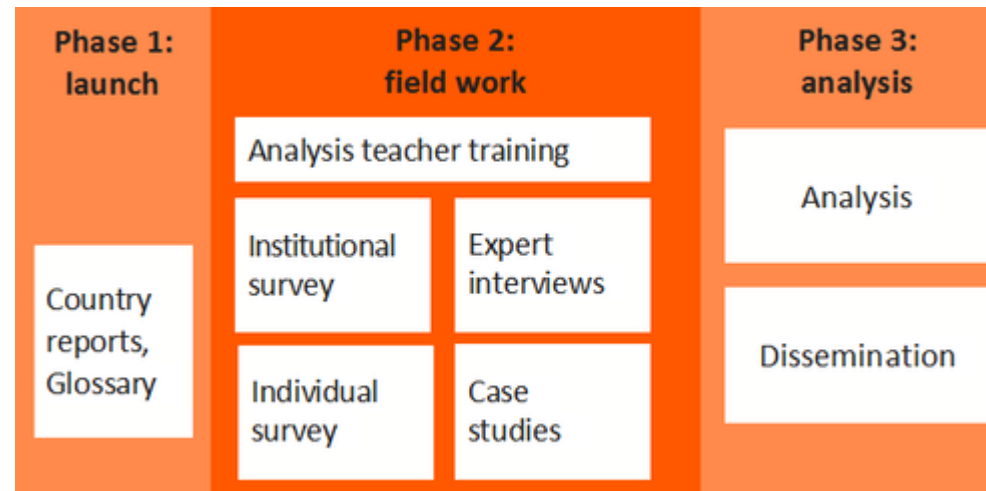 Phase 1:
launch
Country
reports,
Glossary
Phase 2:
field work
Analysis teacher training
Institutional
survey
Expert
interviews
Individual
survey
Case
studies
Phase 3:
analysis
Analysis
Dissemination